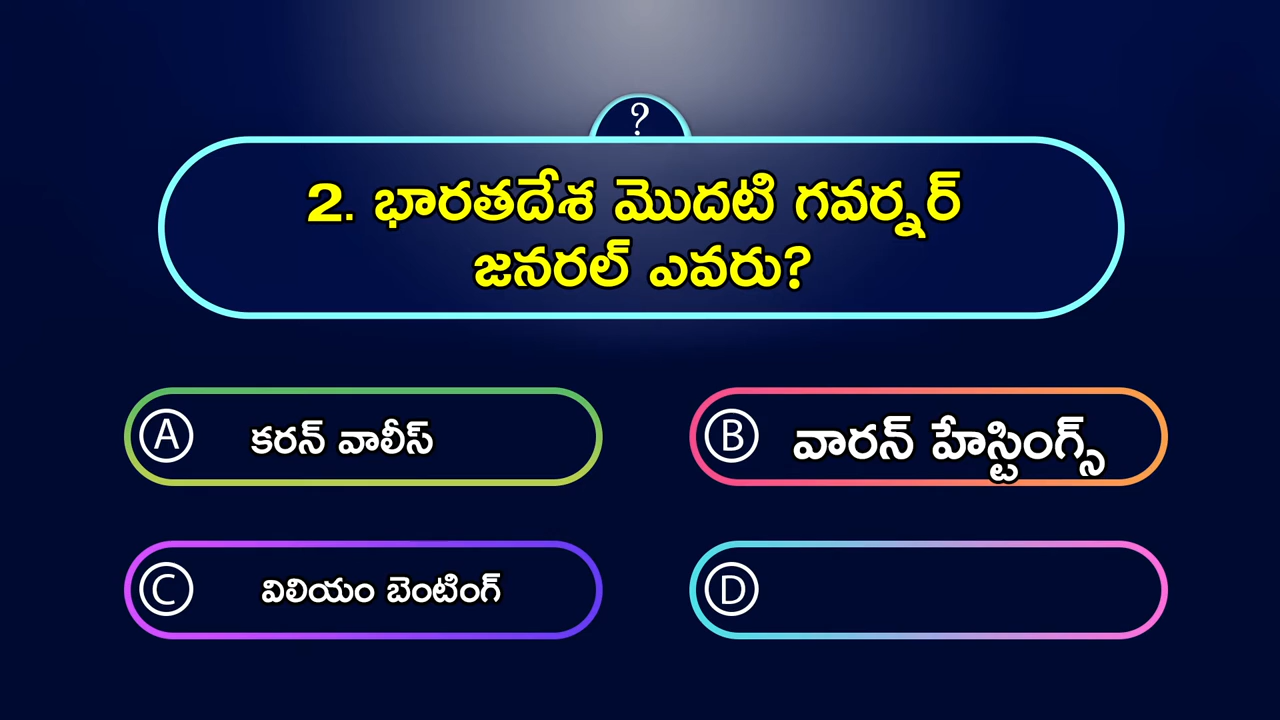 ?
2. భారతదేశ మొదటి గవర్నర్
జనరల్ ఎవరు?
A కరన్ వాలీస్
B వారన్ హేస్టింగ్స్
C విలియం బెంటింగ్
D